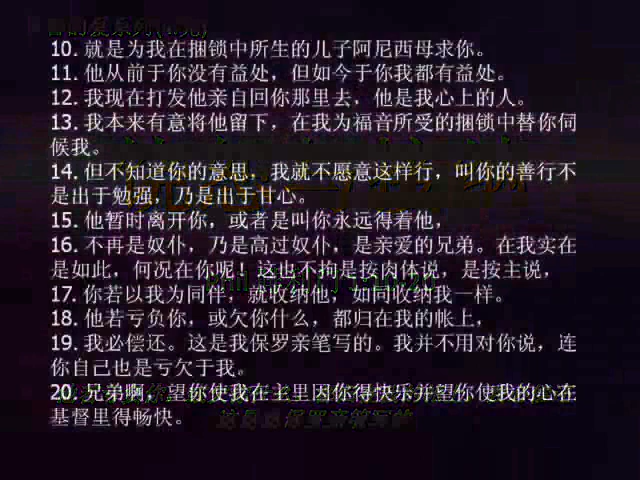 10. 就是为我在捆锁中所生的儿子阿尼西母求你。
11. 他从前于你没有益处，但如今于你我都有益处。
12. 我现在打发他亲自回你那里去，他是我心上的人。
13. 我本来有意将他留下，在我为福音所受的捆锁中替你伺
候我。
14. 但不知道你的意思，我就不愿意这样行，叫你的善行不
是出于勉强，乃是出于甘心。
15. 他暂时离开你，或者是叫你永远得着他，
16. 不再是奴仆，乃是高过奴仆，是亲爱的兄弟。在我实在
是如此，何况在你呢！这也不拘是按肉体说，是按主说，
17. 你若以我为同伴，就收纳他，如同收纳我一样。
18. 他若亏负你，或欠你什么，都归在我的帐上，
19. 我必偿还。这是我保罗亲笔写的。我并不用对你说，连
你自己也是亏欠于我。
20. 兄弟啊，望你使我在主里因你得快乐并望你使我的心在
基督里得畅快。